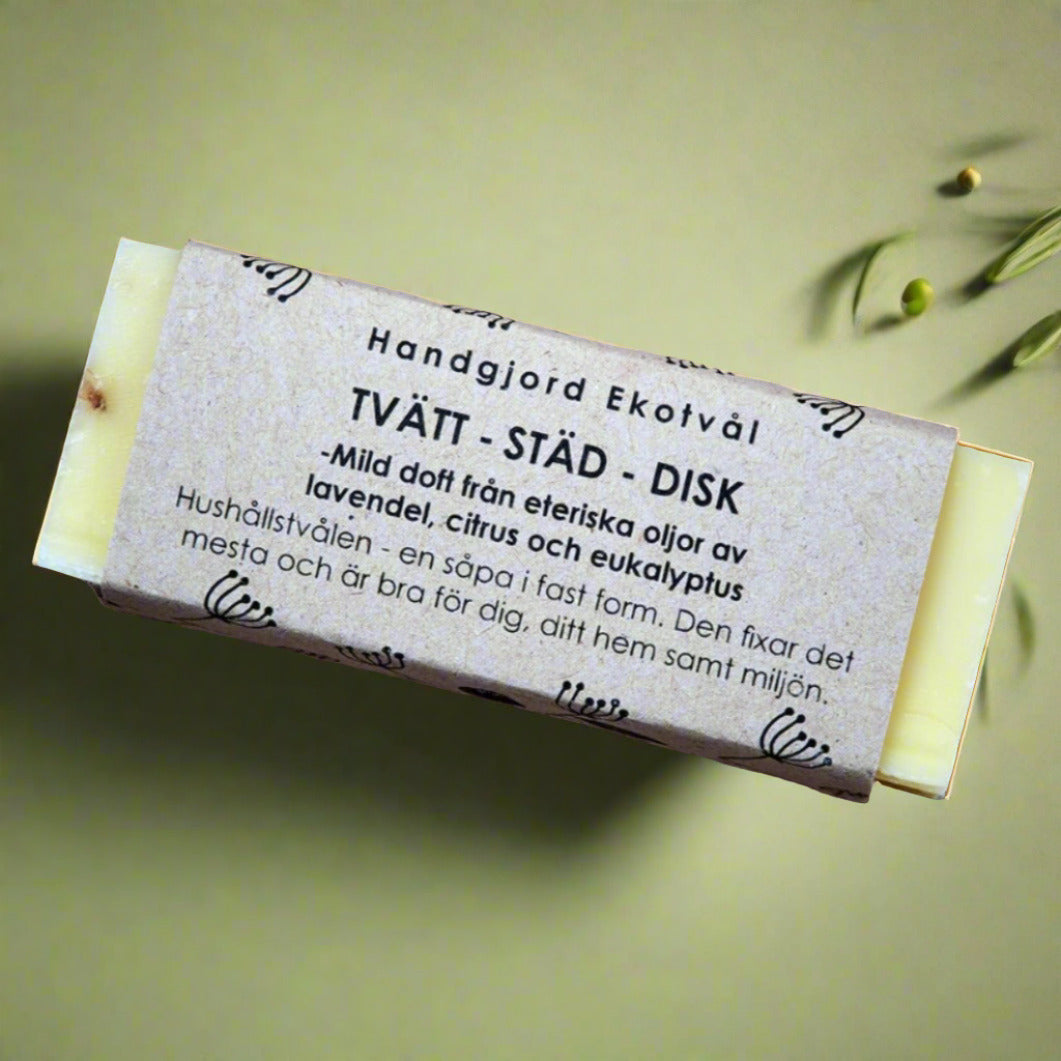 Handgjord Ekotvål
TVÄTT - STÄD - DISK
-Mild doft från eteriska oljor av
lavendel, citrus och eukalyptus
Hushållstvålen - en såpa i fast form. Den fixar det
mesta och är bra för dig, ditt hem samt miljön.